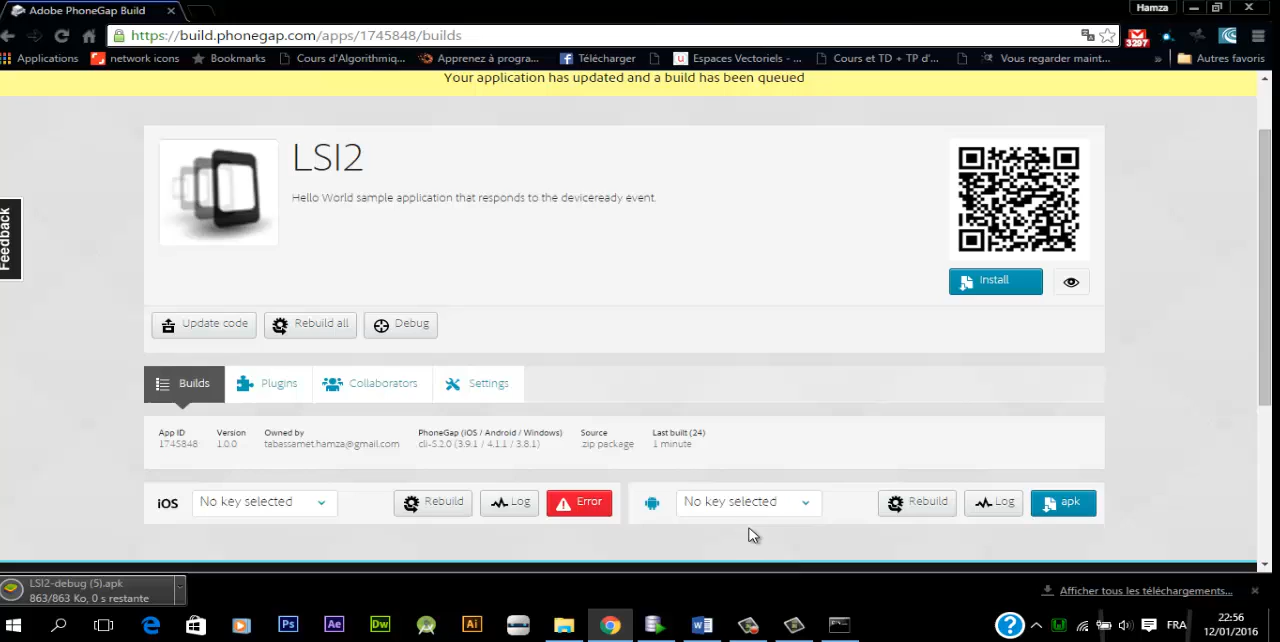 Adobe PhoneGap Build
Hamza
https://build.phonegap.com/apps/1745848/builds
3207
Applications network icons Bookmarks Cours d'Algorithmiq... Apprenez à progra... Télécharger Espaces Vectoriels - ... Cours et TD + TP d'... Vous regarder maint... » Autres favoris
Your application has updated and a build has been queued
LSI2
Hello World sample application that responds to the deviceready event.
Feedback
Install
Update code Rebuild all Debug
Builds Plugins Collaborators Settings
App ID Version Owned by PhoneGap (iOS / Android / Windows) Source Last built (24)
1745848 1.0.0 tabassamet.hamza@gmail.com cli-5.2.0 (3.9.1 / 4.1.1 / 3.8.1) .zip package 1 minute
iOS No key selected Rebuild Log Error No key selected Rebuild Log apk
LSI2-debug (5).apk
863/863 Ko, 0 s restante
Afficher tous les téléchargements...
Ps Ae Dw Ai FRA
22:56
12/01/2016